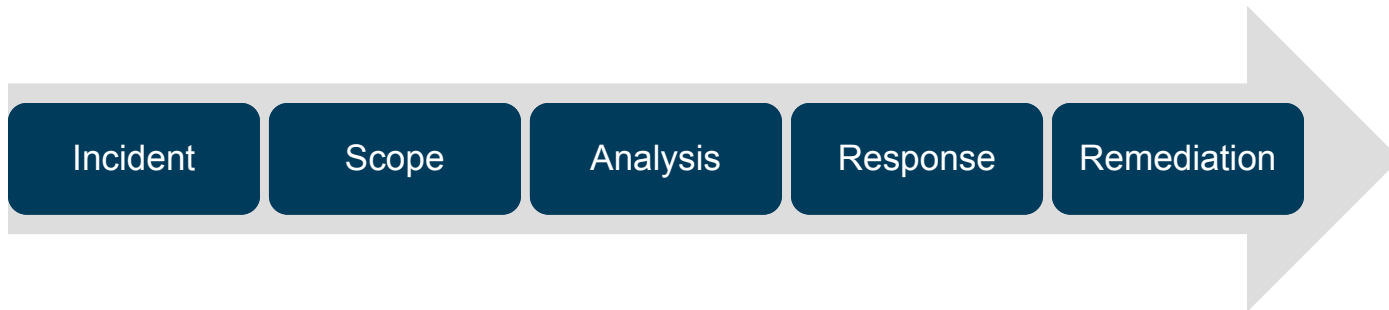 Incident
Scope
Analysis
Response
Remediation